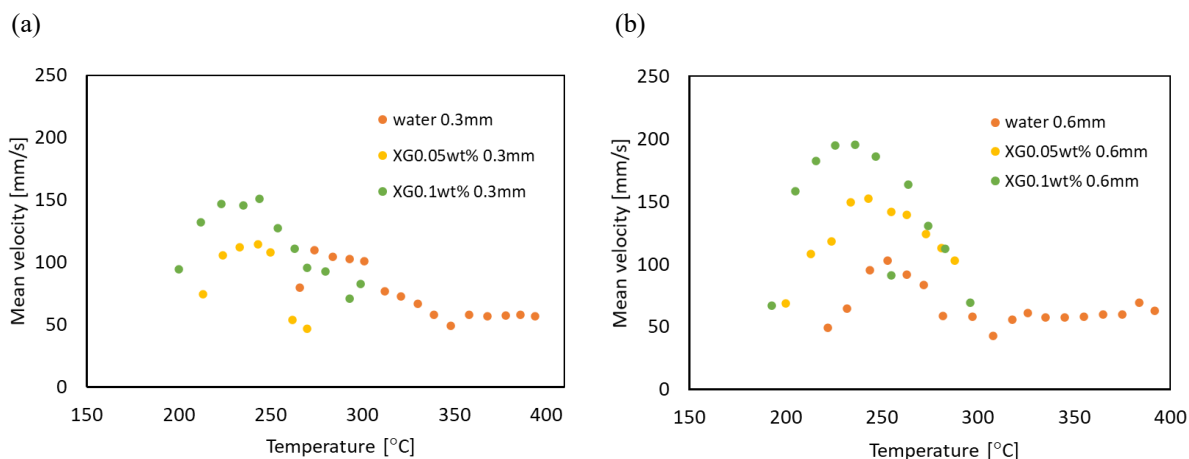 (a)
250
200
150
100
50
0
Mean velocity [mm/s]
water 0.3mm
XG0.05wt% 0.3mm
XG0.1wt% 0.3mm
150 200 250 300 350 400
Temperature [°C]
(b)
250
200
150
100
50
0
Mean velocity [mm/s]
water 0.6mm
XG0.05wt% 0.6mm
XG0.1wt% 0.6mm
150 200 250 300 350 400
Temperature [°C]